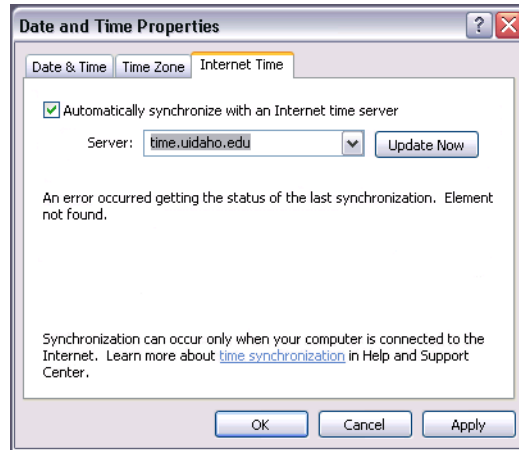 Date and Time Properties
Date & Time Time Zone Internet Time
Automatically synchronize with an Internet time server
Server: time.uidaho.edu Update Now
An error occurred getting the status of the last synchronization. Element
not found.
Synchronization can occur only when your computer is connected to the
Internet. Learn more about time synchronization in Help and Support
Center.
OK Cancel Apply